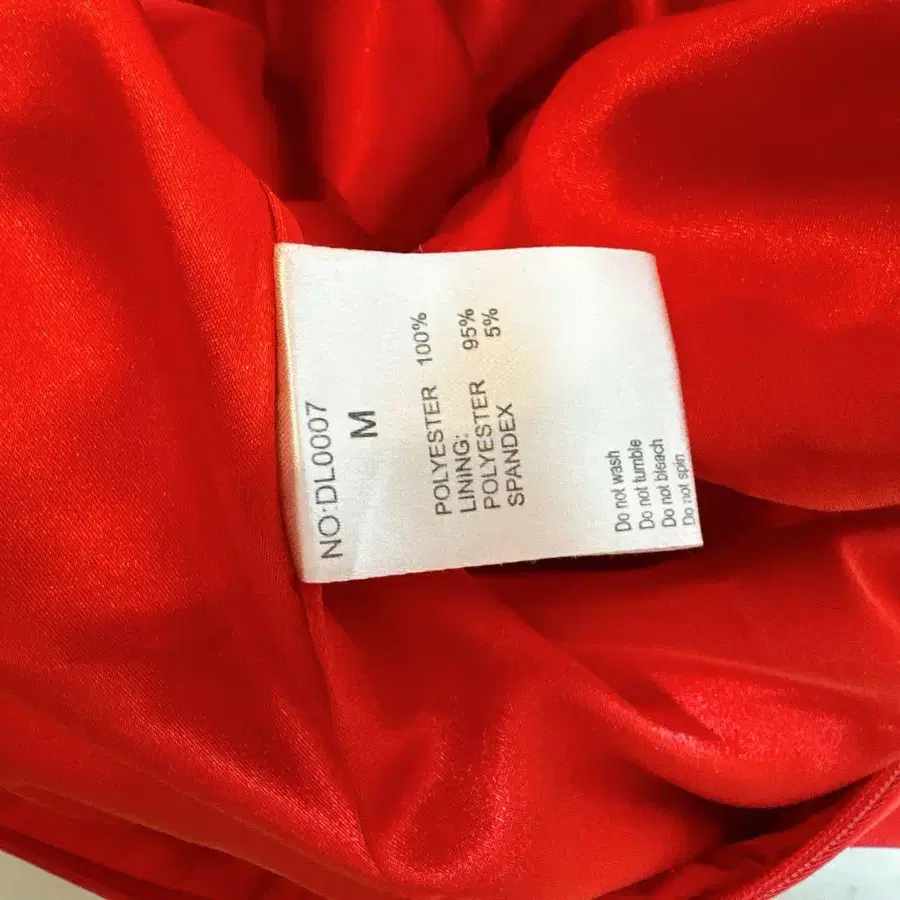 NO:DL0007
M
POLYESTER 100%
LINING:
POLYESTER 95%
SPANDEX 5%
Do not wash
Do not tumble
Do not bleach
Do not spin